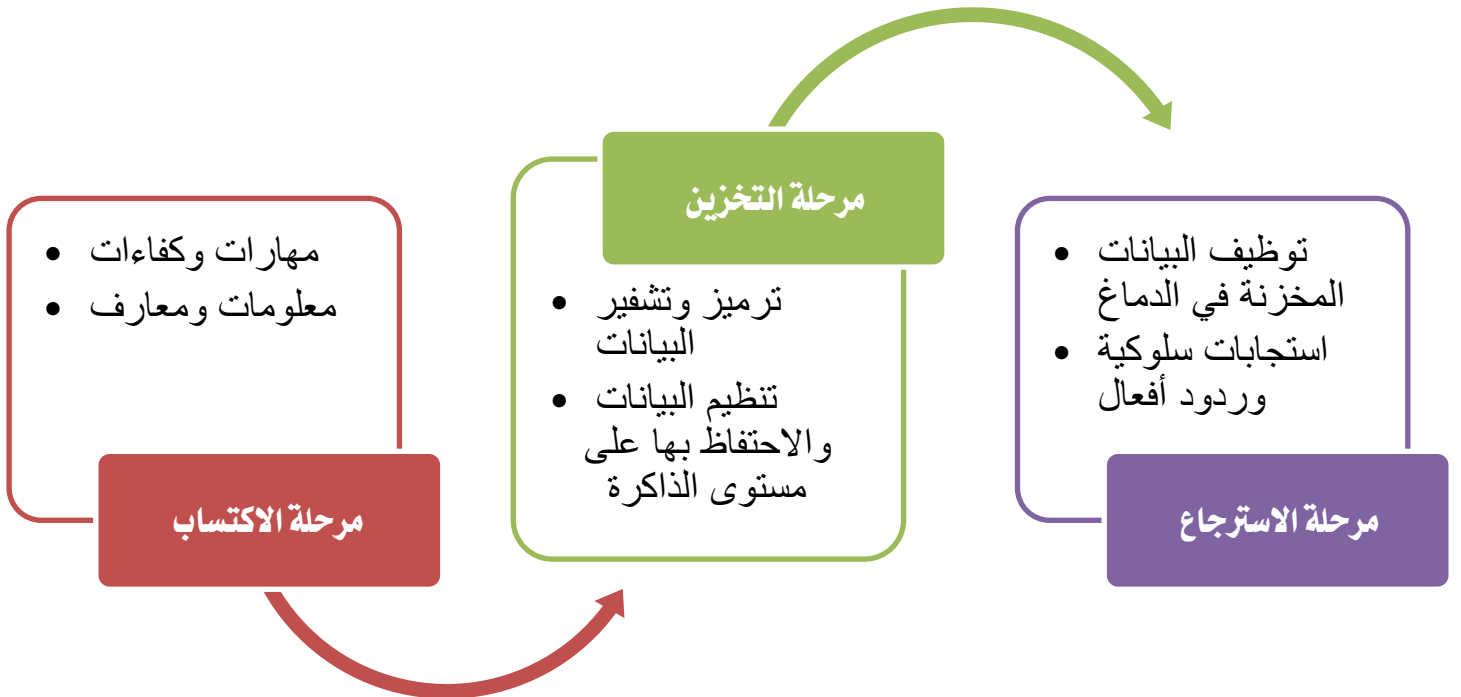 • مهارات وكفاءات
• معلومات ومعارف
مرحلة الاكتساب
مرحلة التخزين
• ترميز وتشفير
البيانات
• تنظيم البيانات
والاحتفاظ بها على
مستوى الذاكرة
• توظيف البيانات
المخزنة في الدماغ
• استجابات سلوكية
وردود أفعال
مرحلة الاسترجاع